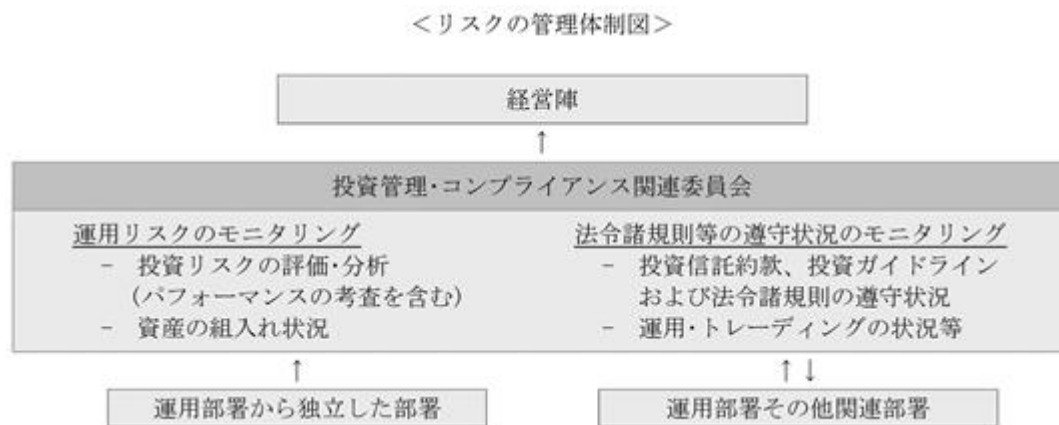 ＜リスクの管理体制図＞
経営陣
↑
投資管理・コンプライアンス関連委員会
運用リスクのモニタリング
－ 投資リスクの評価・分析
(パフォーマンスの考査を含む)
－ 資産の組入れ状況
法令諸規則等の遵守状況のモニタリング
－ 投資信託約款、投資ガイドライン
および法令諸規則の遵守状況
－ 運用・トレーディングの状況等
↑
↑↓
運用部署から独立した部署
運用部署その他関連部署